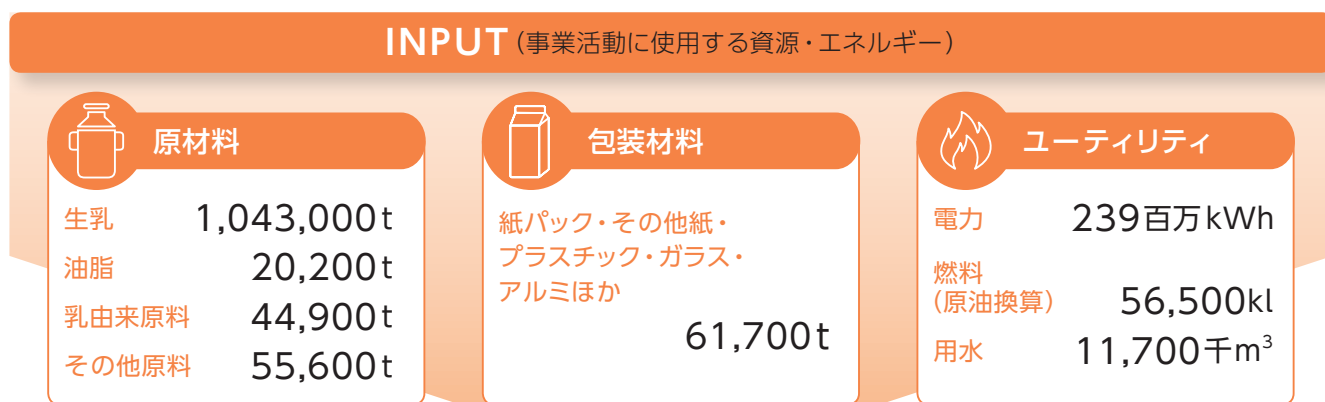 INPUT（事業活動に使用する資源・エネルギー）
原材料
生乳 1,043,000t
油脂 20,200t
乳由来原料 44,900t
その他原料 55,600t
包装材料
紙パック・その他紙・
プラスチック・ガラス・
アルミほか
61,700t
ユーティリティ
電力 239百万kWh
燃料
（原油換算） 56,500kl
用水 11,700千m³